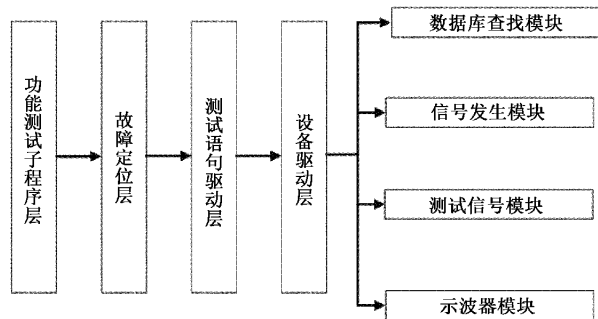 功能测试子程序层
故障定位层
测试语句驱动层
设备驱动层
数据库查找模块
信号发生模块
测试信号模块
示波器模块